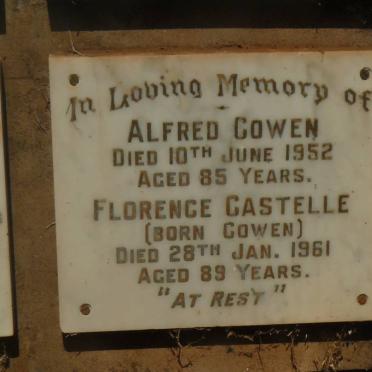 In Loving Memory of
ALFRED COWEN
DIED 10TH JUNE 1952
AGED 85 YEARS.
FLORENCE CASTELLE
(BORN COWEN)
DIED 28TH JAN. 1961
AGED 89 YEARS.
"AT REST"